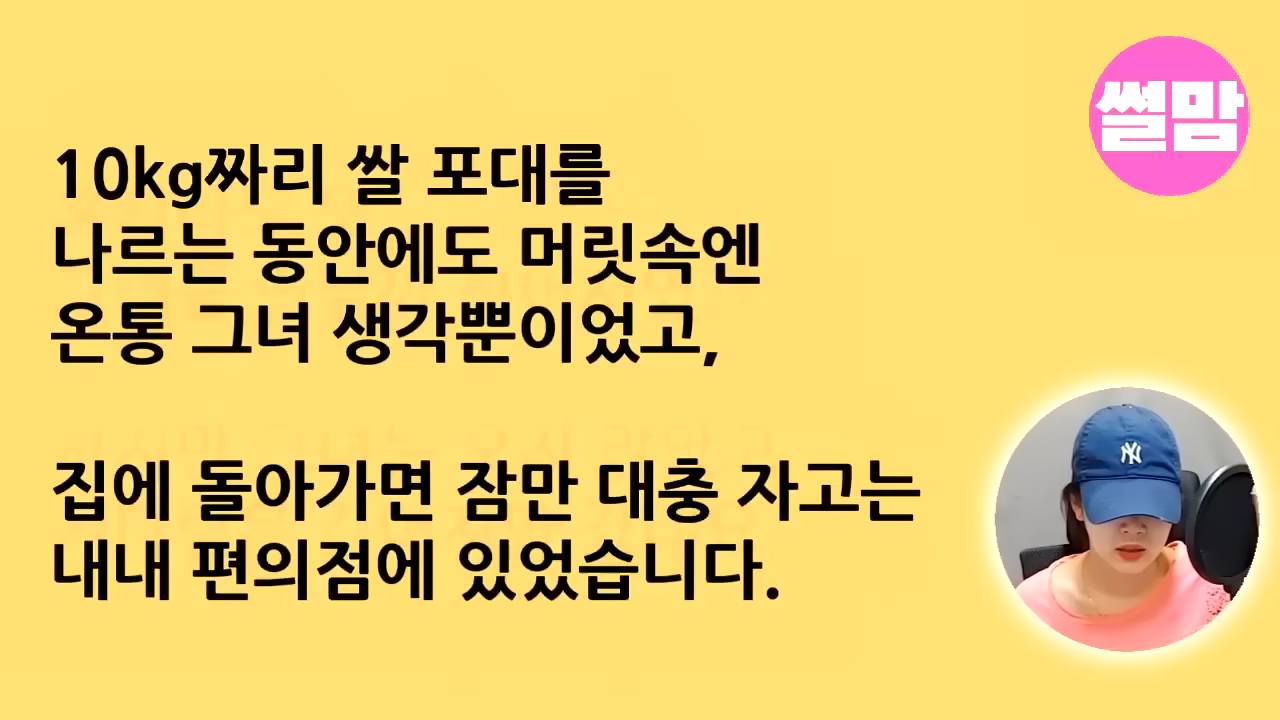 썰맘
10kg짜리 쌀 포대를
나르는 동안에도 머릿속엔
온통 그녀 생각뿐이었고,
집에 돌아가면 잠만 대충 자고는
내내 편의점에 있었습니다.
NY